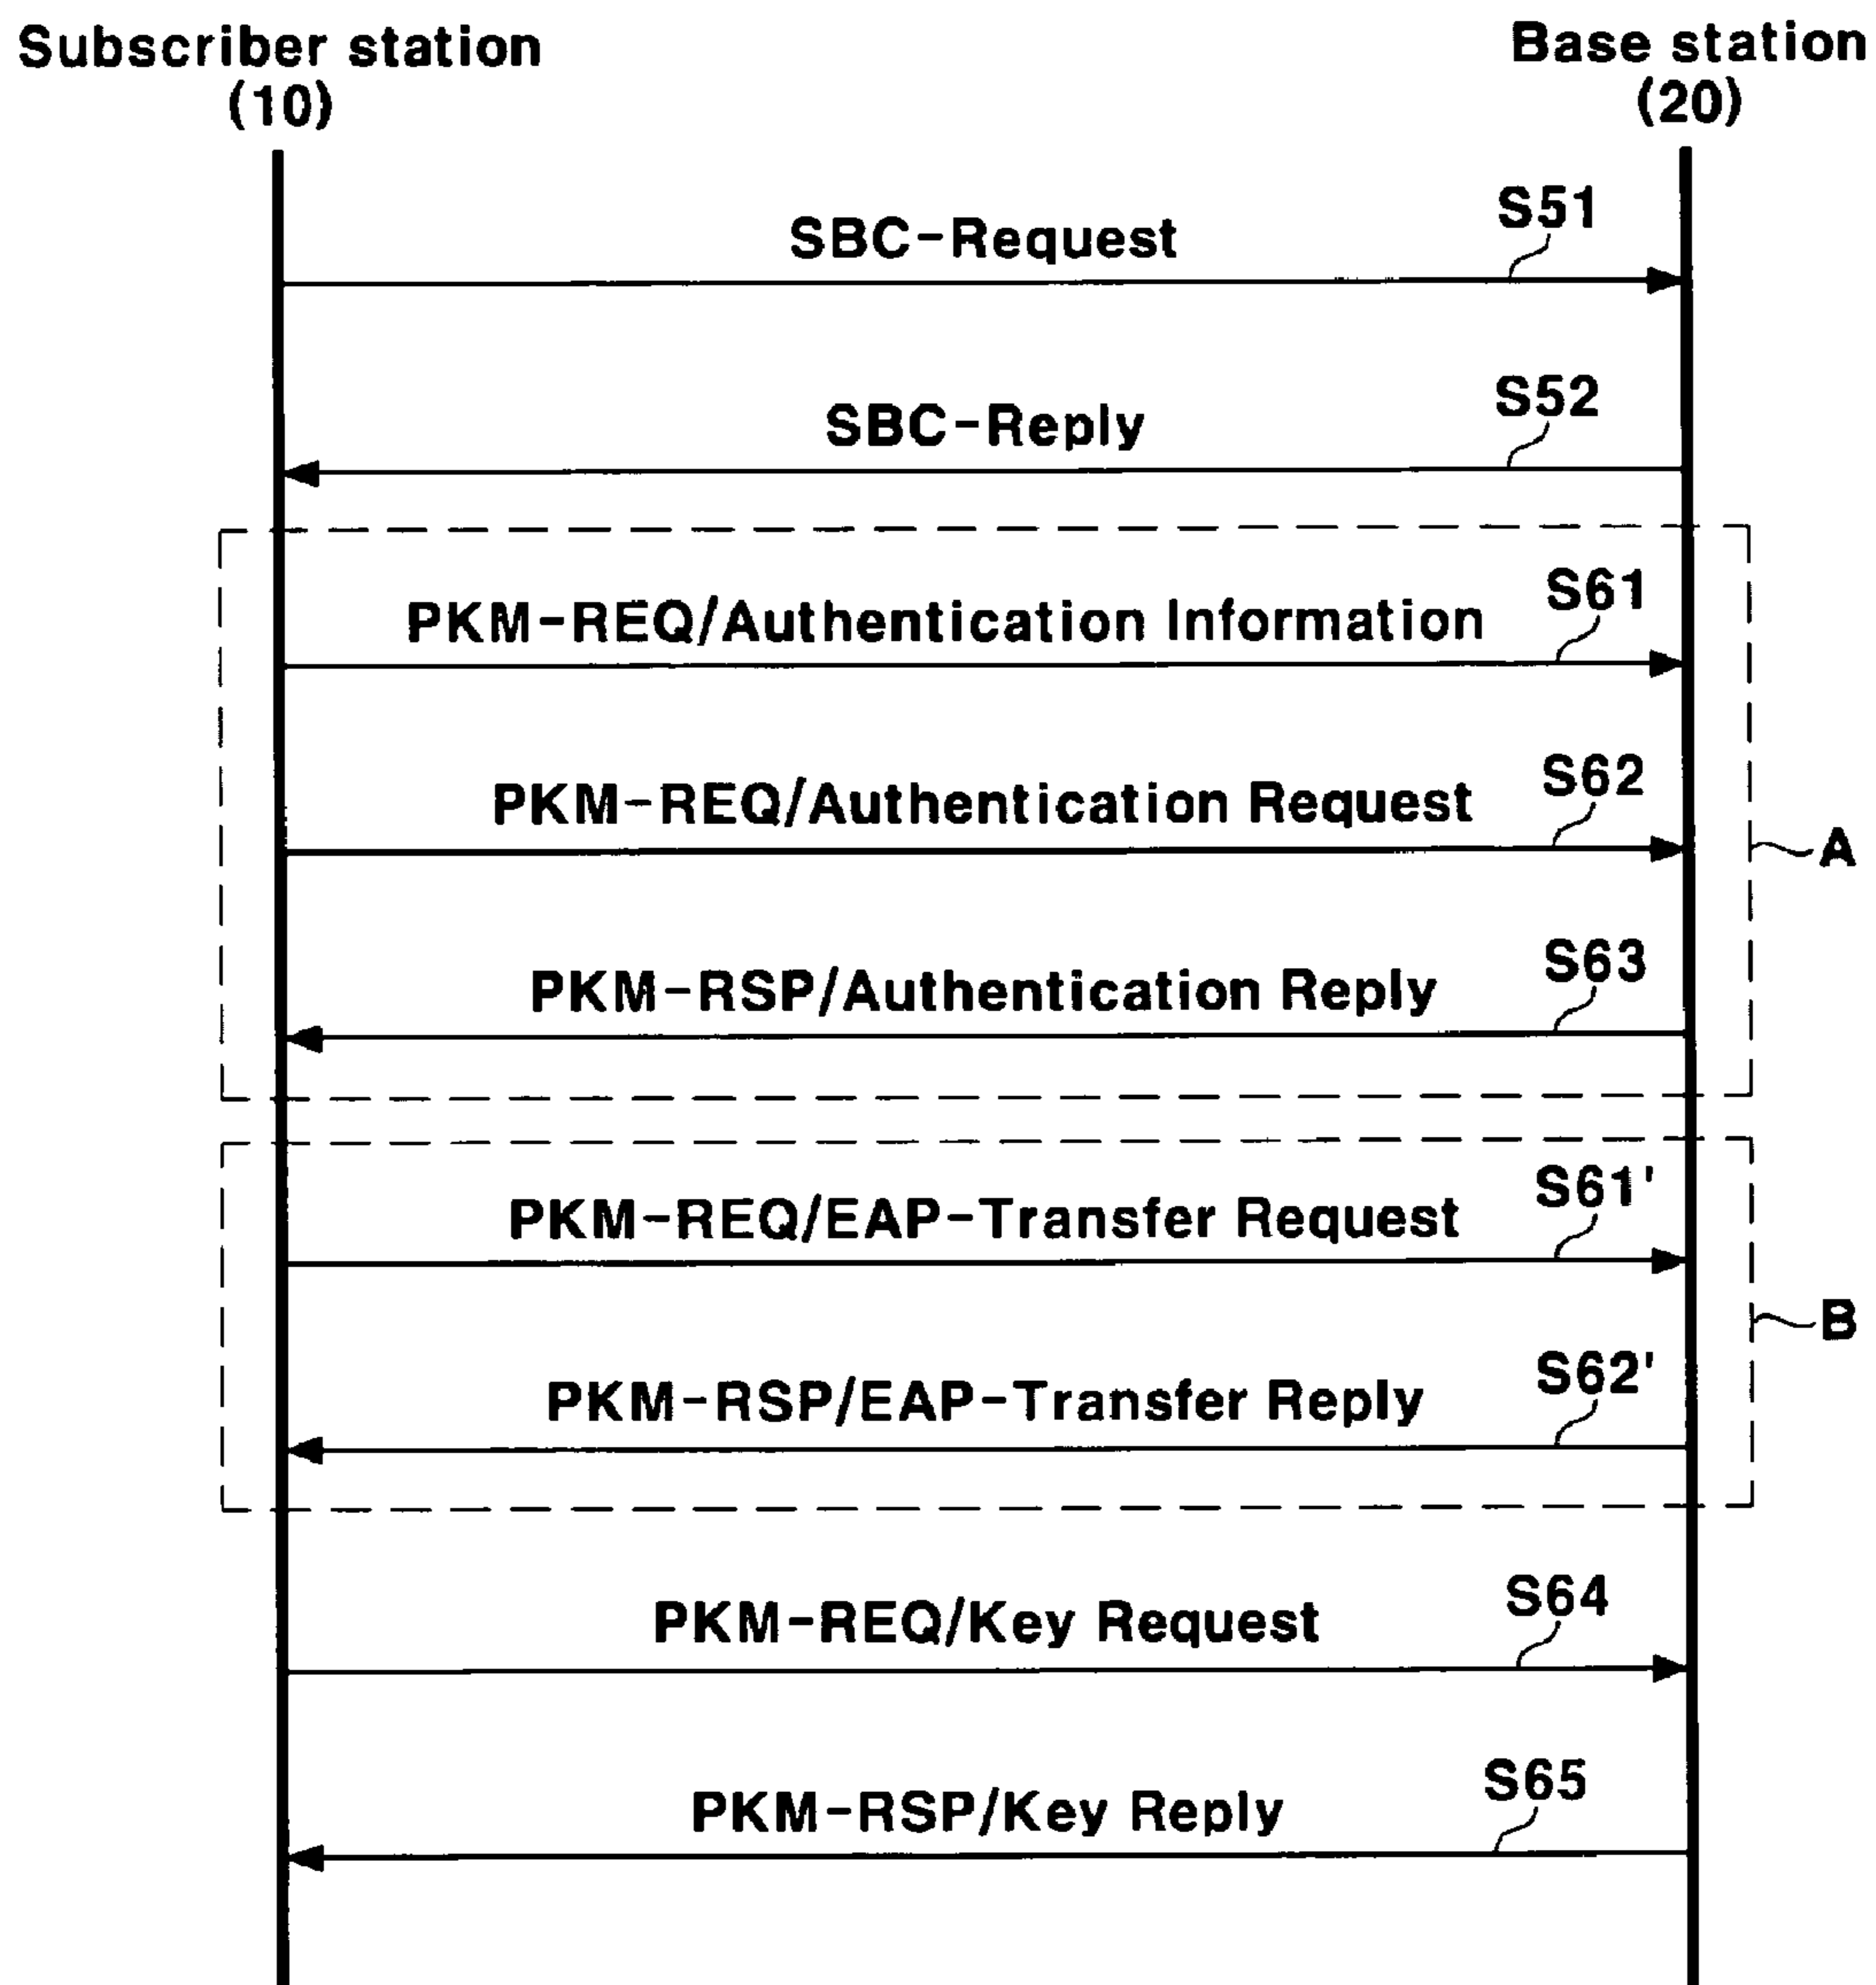 Subscriber station
(10)
Base station
(20)
S51
SBC-Request
S52
SBC-Reply
S61
PKM-REQ/Authentication Information
S62
PKM-REQ/Authentication Request
A
S63
PKM-RSP/Authentication Reply
S61'
PKM-REQ/EAP-Transfer Request
B
S62'
PKM-RSP/EAP-Transfer Reply
S64
PKM-REQ/Key Request
S65
PKM-RSP/Key Reply